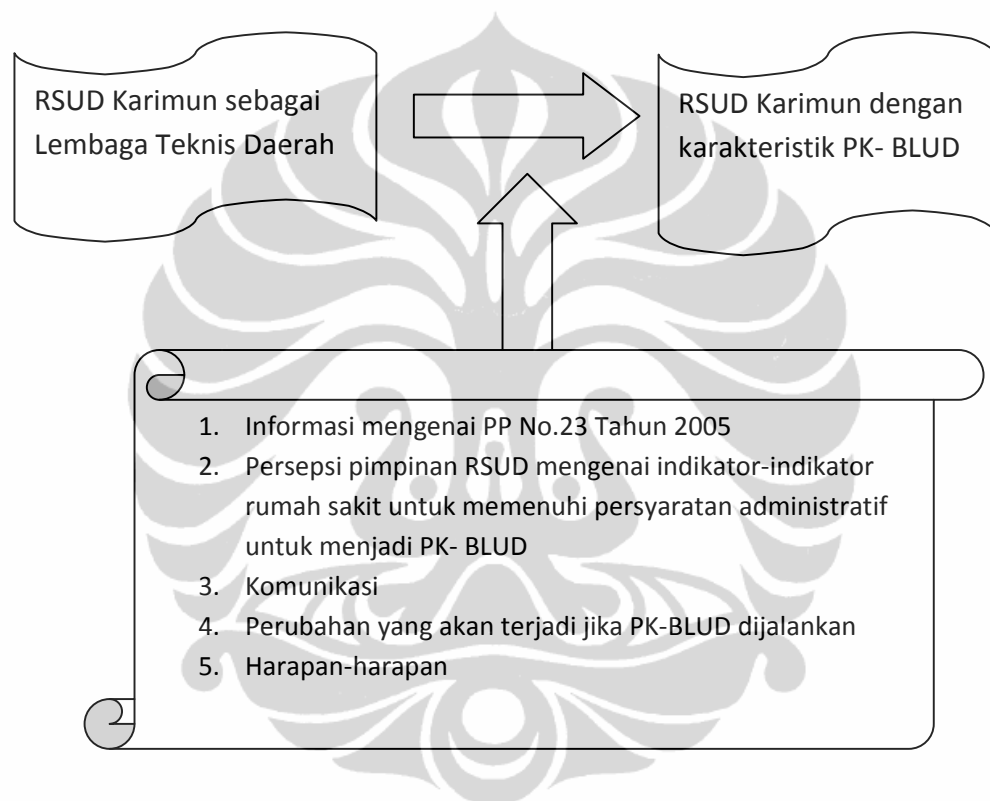 RSUD Karimun sebagai
Lembaga Teknis Daerah
RSUD Karimun dengan
karakteristik PK- BLUD
1. Informasi mengenai PP No.23 Tahun 2005
2. Persepsi pimpinan RSUD mengenai indikator-indikator
rumah sakit untuk memenuhi persyaratan administratif
untuk menjadi PK- BLUD
3. Komunikasi
4. Perubahan yang akan terjadi jika PK-BLUD dijalankan
5. Harapan-harapan